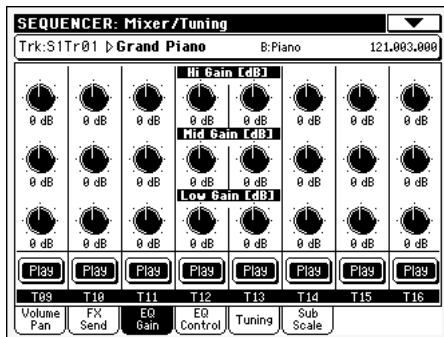 SEQUENCER: Mixer/Tuning
Trk:S1Tr01 ▷Grand Piano B:Piano 121.003.000
Hi Gain [dB]
0 dB 0 dB 0 dB 0 dB 0 dB 0 dB 0 dB 0 dB
Mid Gain [dB]
0 dB 0 dB 0 dB 0 dB 0 dB 0 dB 0 dB 0 dB
Low Gain [dB]
0 dB 0 dB 0 dB 0 dB 0 dB 0 dB 0 dB 0 dB
Play Play Play Play Play Play Play Play
T09 T10 T11 T12 T13 T14 T15 T16
Volume Pan FX Send EQ Gain EQ Control Tuning Sub Scale